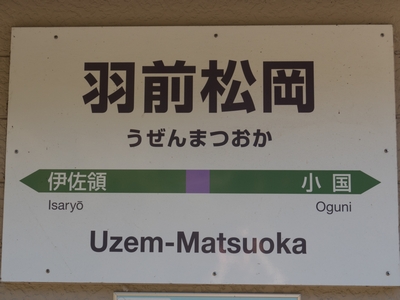 羽前松岡
うぜんまつおか
伊佐領 小国
Isaryō Oguni
Uzem-Matsuoka